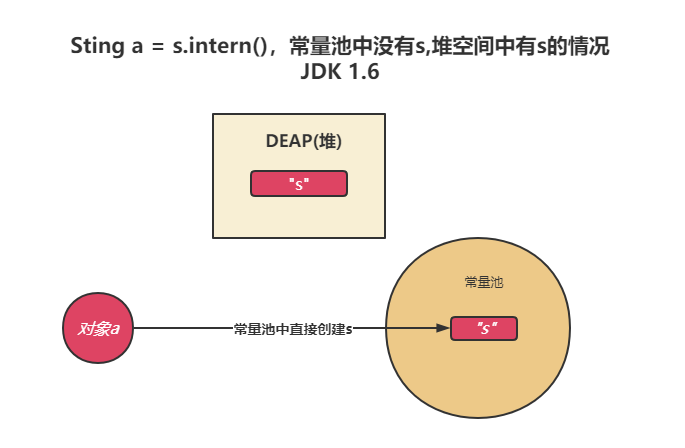 Sting a = s.intern()，常量池中没有s,堆空间中有s的情况
JDK 1.6
DEAP(堆)
"s"
常量池
对象a
常量池中直接创建s
"s"